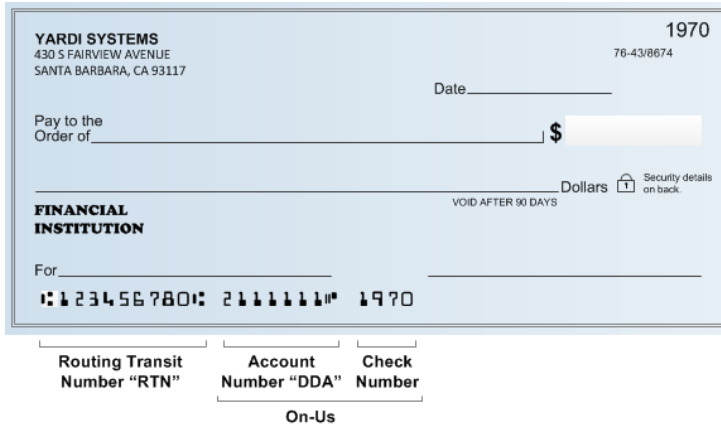 1970
YARDI SYSTEMS
430 S FAIRVIEW AVENUE
SANTA BARBARA, CA 93117
76-43/8674
Date
Pay to the
Order of
$
Dollars
1
Security details
on back.
VOID AFTER 90 DAYS
FINANCIAL
INSTITUTION
For
⑆123456780⑆ 2111111⑈ 1970
Routing Transit
Number “RTN”
Account
Number “DDA”
Check
Number
On-Us